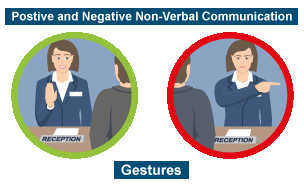 Postive and Negative Non-Verbal Communication
RECEPTION
RECEPTION
Gestures